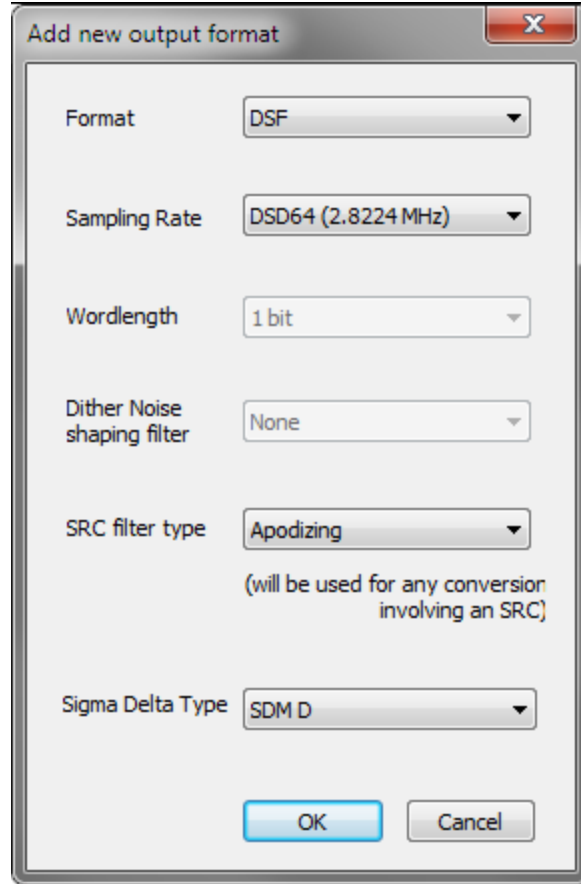 Add new output format
Format
DSF
Sampling Rate
DSD64 (2.8224 MHz)
Wordlength
1 bit
Dither Noise
shaping filter
None
SRC filter type
Apodizing
(will be used for any conversion
involving an SRC)
Sigma Delta Type
SDM D
OK
Cancel